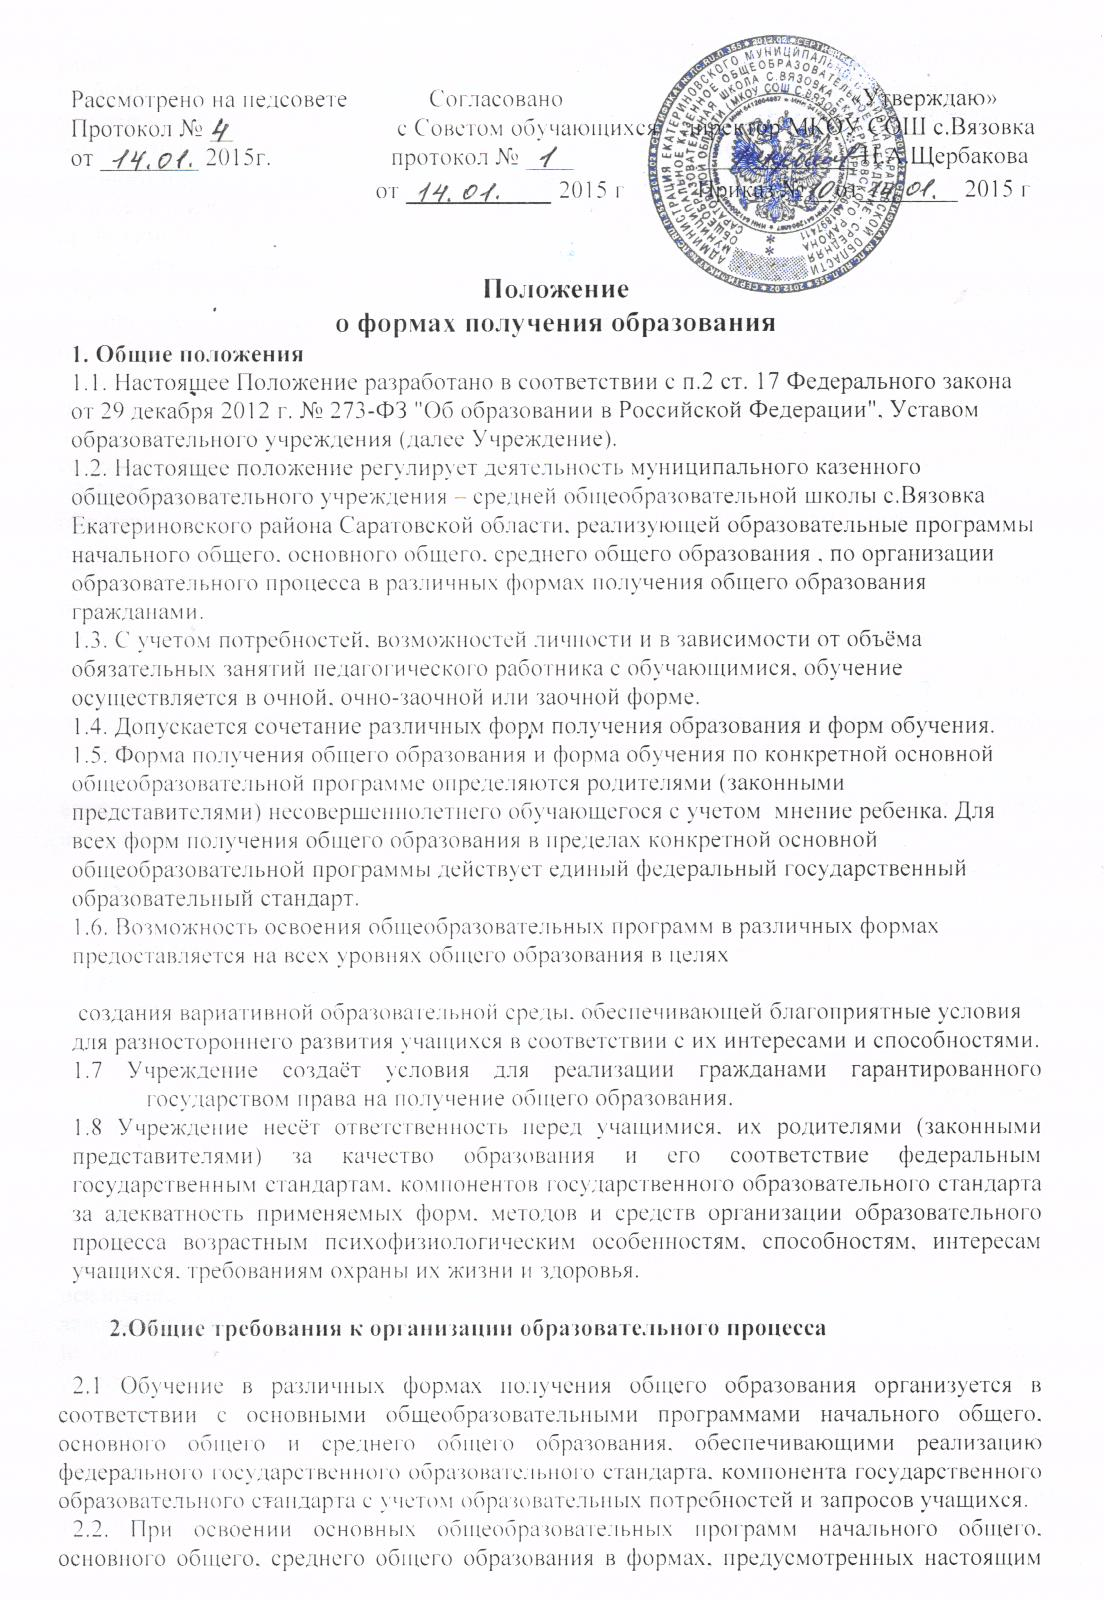 Рассмотрено на педсовете Согласовано «Утверждаю»
Протокол № 4 с Советом обучающихся директор МКОУ СОШ с.Вязовка
от 14.01. 2015г. протокол № 1 Н.А.Щербакова
от 14.01. 2015 г Приказ № 10 от 14.01. 2015 г
Положение
о формах получения образования
1. Общие положения
1.1. Настоящее Положение разработано в соответствии с п.2 ст. 17 Федерального закона
от 29 декабря 2012 г. № 273-ФЗ "Об образовании в Российской Федерации", Уставом
образовательного учреждения (далее Учреждение).
1.2. Настоящее положение регулирует деятельность муниципального казенного
общеобразовательного учреждения – средней общеобразовательной школы с.Вязовка
Екатериновского района Саратовской области, реализующей образовательные программы
начального общего, основного общего, среднего общего образования , по организации
образовательного процесса в различных формах получения общего образования
гражданами.
1.3. С учетом потребностей, возможностей личности и в зависимости от объёма
обязательных занятий педагогического работника с обучающимися, обучение
осуществляется в очной, очно-заочной или заочной форме.
1.4. Допускается сочетание различных форм получения образования и форм обучения.
1.5. Форма получения общего образования и форма обучения по конкретной основной
общеобразовательной программе определяются родителями (законными
представителями) несовершеннолетнего обучающегося с учетом мнение ребенка. Для
всех форм получения общего образования в пределах конкретной основной
общеобразовательной программы действует единый федеральный государственный
образовательный стандарт.
1.6. Возможность освоения общеобразовательных программ в различных формах
предоставляется на всех уровнях общего образования в целях
создания вариативной образовательной среды, обеспечивающей благоприятные условия
для разностороннего развития учащихся в соответствии с их интересами и способностями.
1.7 Учреждение создаёт условия для реализации гражданами гарантированного
государством права на получение общего образования.
1.8 Учреждение несёт ответственность перед учащимися, их родителями (законными
представителями) за качество образования и его соответствие федеральным
государственным стандартам, компонентов государственного образовательного стандарта
за адекватность применяемых форм, методов и средств организации образовательного
процесса возрастным психофизиологическим особенностям, способностям, интересам
учащихся, требованиям охраны их жизни и здоровья.
2.Общие требования к организации образовательного процесса
2.1 Обучение в различных формах получения общего образования организуется в
соответствии с основными общеобразовательными программами начального общего,
основного общего и среднего общего образования, обеспечивающими реализацию
федерального государственного образовательного стандарта, компонента государственного
образовательного стандарта с учетом образовательных потребностей и запросов учащихся.
2.2. При освоении основных общеобразовательных программ начального общего,
основного общего, среднего общего образования в формах, предусмотренных настоящим